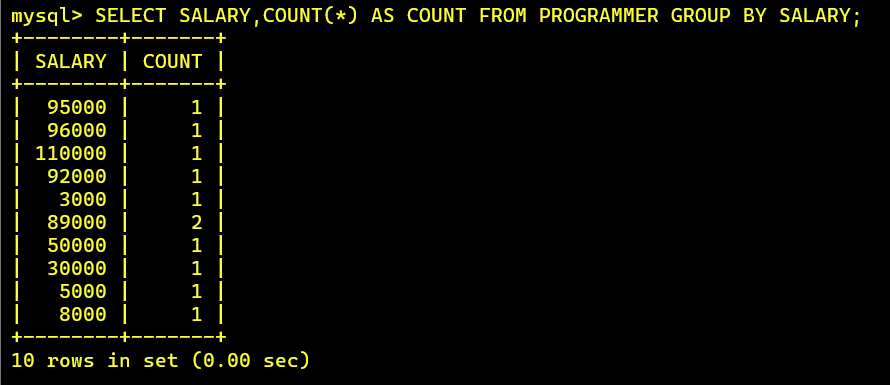 mysql> SELECT SALARY,COUNT(*) AS COUNT FROM PROGRAMMER GROUP BY SALARY;
+--------+-------+
| SALARY | COUNT |
+--------+-------+
|  95000 |     1 |
|  96000 |     1 |
| 110000 |     1 |
|  92000 |     1 |
|   3000 |     1 |
|  89000 |     2 |
|  50000 |     1 |
|  30000 |     1 |
|   5000 |     1 |
|   8000 |     1 |
+--------+-------+
10 rows in set (0.00 sec)